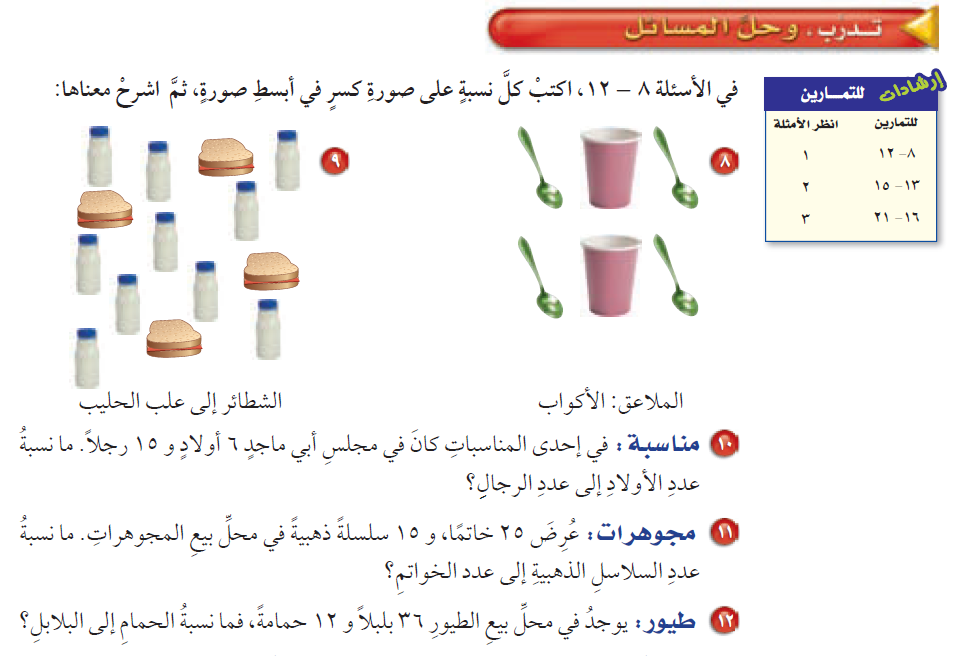 تـدرَّب، وحلَّ المسائل
إرشادات للتمـــارين
للتمارين انظر الأمثلة
٨–١٢ ١
١٣–١٥ ٢
١٦–٢١ ٣
في الأسئلة ٨ – ١٢، اكتبْ كلَّ نسبةٍ على صورةِ كسرٍ في أبسطِ صورةٍ، ثمَّ اشرحْ معناها:
٨
الملاعق: الأكواب
٩
الشطائر إلى علب الحليب
١٠ مناسبة: في إحدى المناسباتِ كانَ في مجلسِ أبي ماجدٍ ٦ أولادٍ و ١٥ رجلاً. ما نسبةُ
عددِ الأولادِ إلى عددِ الرجالِ؟
١١ مجوهرات: عُرِضَ ٢٥ خاتمًا، و ١٥ سلسلةً ذهبيةً في محلِّ بيعِ المجوهراتِ. ما نسبةُ
عددِ السلاسلِ الذهبيةِ إلى عدد الخواتمِ؟
١٢ طيور: يوجدُ في محلِّ بيعِ الطيورِ ٣٦ بلبلاً و ١٢ حمامةً، فما نسبةُ الحمامِ إلى البلابلِ؟